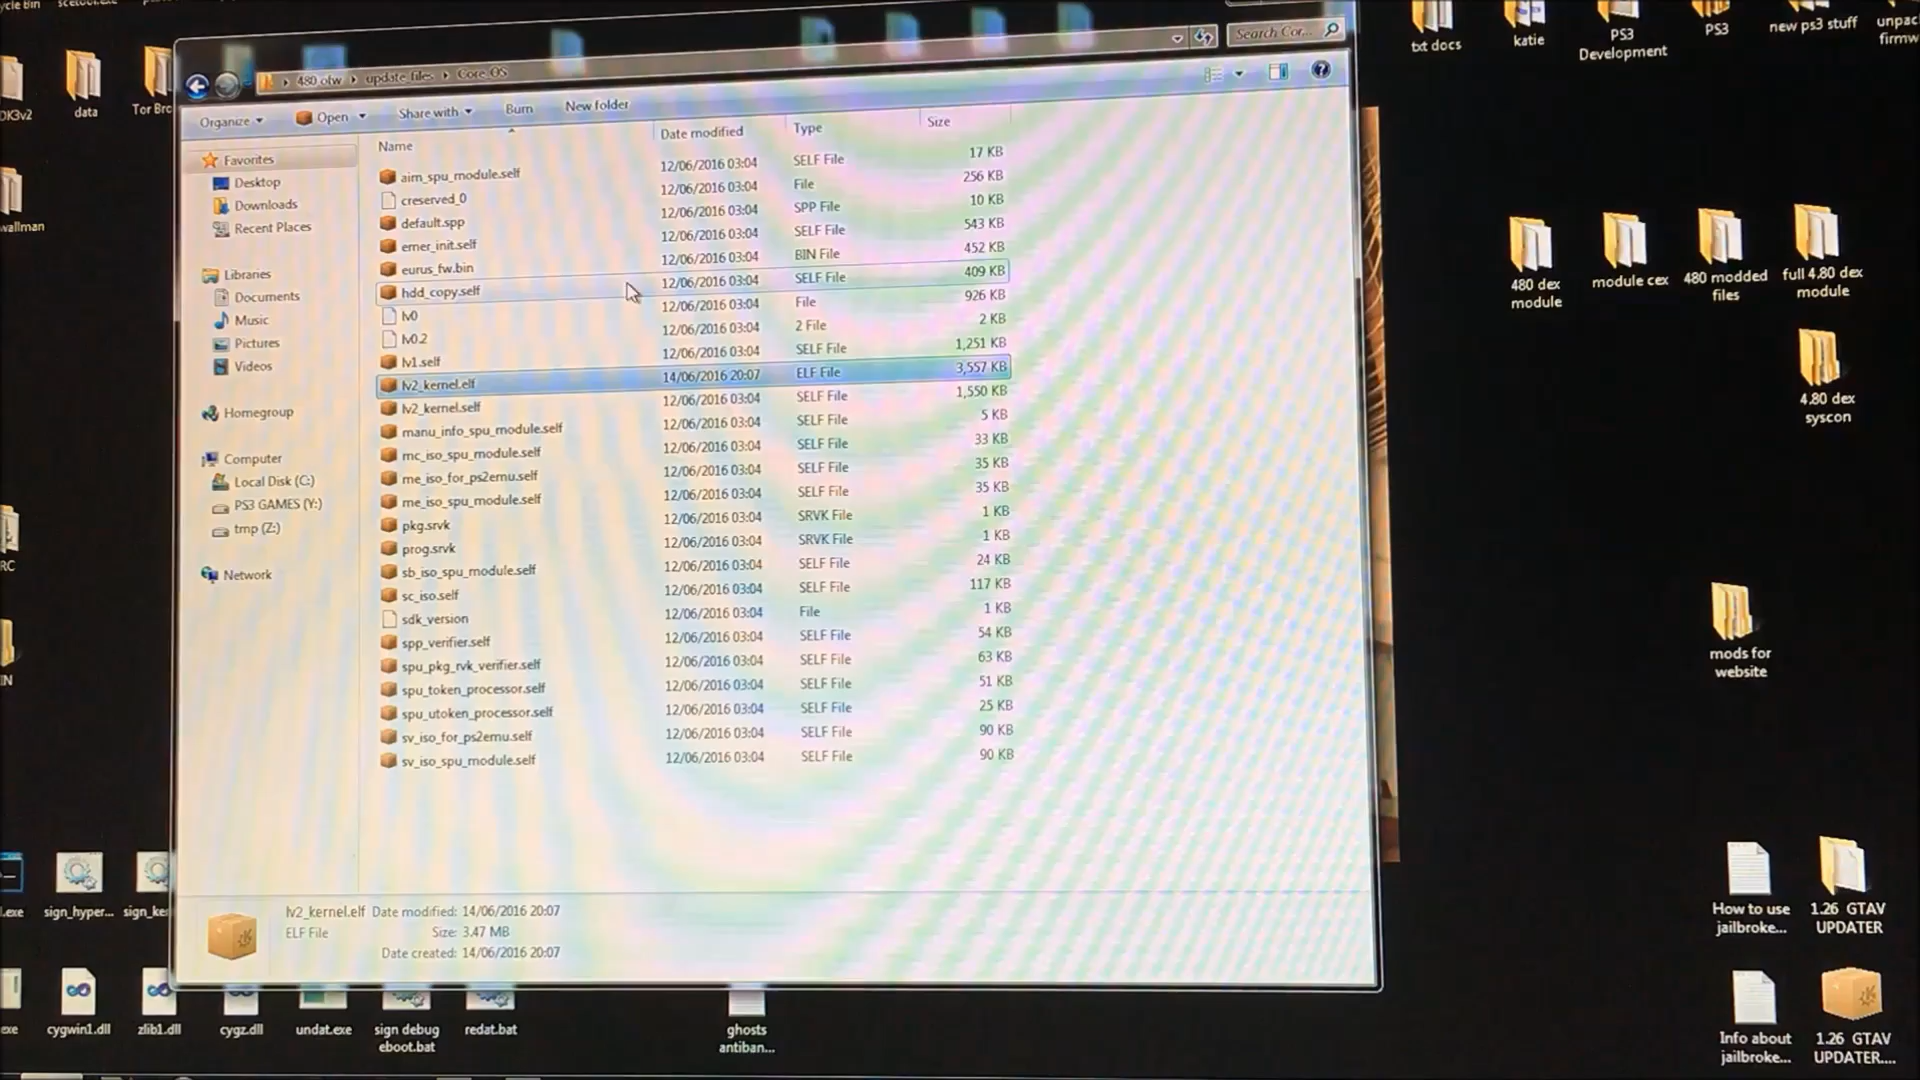 ycle Bin
scetool.exe
DK3v2
data
Tor Bro
wallman
RC
IN
txt docs
katie
PS3 Development
PS3
new ps3 stuff
unpac
firmw
480 ofw
update_files
Core OS
Search Cor...
Organize
Open
Share with
Burn
New folder
Favorites
Desktop
Downloads
Recent Places
Libraries
Documents
Music
Pictures
Videos
Homegroup
Computer
Local Disk (C:)
PS3 GAMES (Y:)
tmp (Z:)
Network
Name Date modified Type Size
aim_spu_module.self 12/06/2016 03:04 SELF File 17 KB
creserved_0 12/06/2016 03:04 File 256 KB
default.spp 12/06/2016 03:04 SPP File 10 KB
emer_init.self 12/06/2016 03:04 SELF File 543 KB
eurus_fw.bin 12/06/2016 03:04 BIN File 452 KB
hdd_copy.self 12/06/2016 03:04 SELF File 409 KB
lv0 12/06/2016 03:04 File 926 KB
lv0.2 12/06/2016 03:04 2 File 2 KB
lv1.self 12/06/2016 03:04 SELF File 1,251 KB
lv2_kernel.elf 14/06/2016 20:07 ELF File 3,557 KB
lv2_kernel.self 12/06/2016 03:04 SELF File 1,550 KB
manu_info_spu_module.self 12/06/2016 03:04 SELF File 5 KB
mc_iso_spu_module.self 12/06/2016 03:04 SELF File 33 KB
me_iso_for_ps2emu.self 12/06/2016 03:04 SELF File 35 KB
me_iso_spu_module.self 12/06/2016 03:04 SELF File 35 KB
pkg.srvk 12/06/2016 03:04 SRVK File 1 KB
prog.srvk 12/06/2016 03:04 SRVK File 1 KB
sb_iso_spu_module.self 12/06/2016 03:04 SELF File 24 KB
sc_iso.self 12/06/2016 03:04 SELF File 117 KB
sdk_version 12/06/2016 03:04 File 1 KB
spp_verifier.self 12/06/2016 03:04 SELF File 54 KB
spu_pkg_rvk_verifier.self 12/06/2016 03:04 SELF File 63 KB
spu_token_processor.self 12/06/2016 03:04 SELF File 51 KB
spu_utoken_processor.self 12/06/2016 03:04 SELF File 25 KB
sv_iso_for_ps2emu.self 12/06/2016 03:04 SELF File 90 KB
sv_iso_spu_module.self 12/06/2016 03:04 SELF File 90 KB
lv2_kernel.elf Date modified: 14/06/2016 20:07
ELF File Size: 3.47 MB
Date created: 14/06/2016 20:07
480 dex
module
module cex
480 modded
files
full 4.80 dex
module
4.80 dex
syscon
mods for
website
How to use
jailbroke...
1.26 GTAV
UPDATER
Info about
jailbroke...
1.26 GTAV
UPDATER....
l.exe
sign_hyper...
sign_ke
exe
cygwin1.dll
zlib1.dll
cygz.dll
undat.exe
sign debug
eboot.bat
redat.bat
ghosts
antiban...